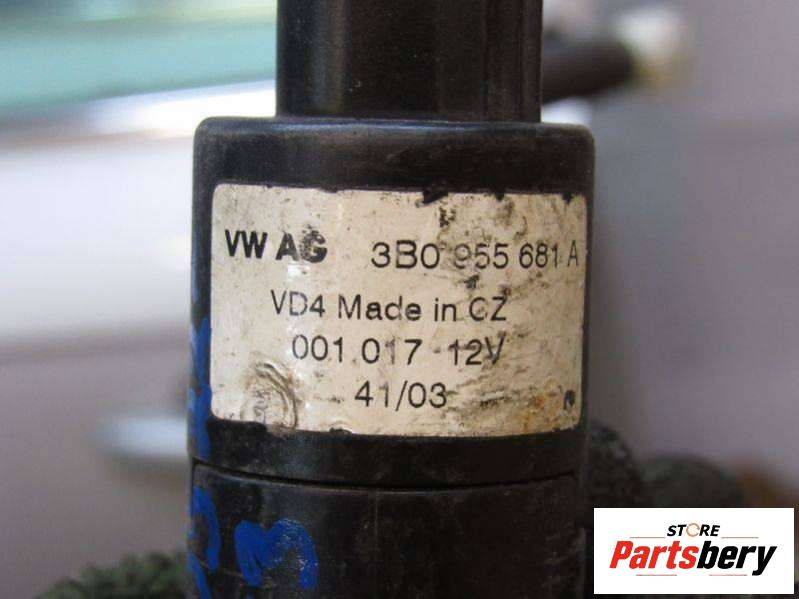 VW AG 3B0 955 681 A
VD4 Made in CZ
001 017 12V
41/03
STORE
Partsbery